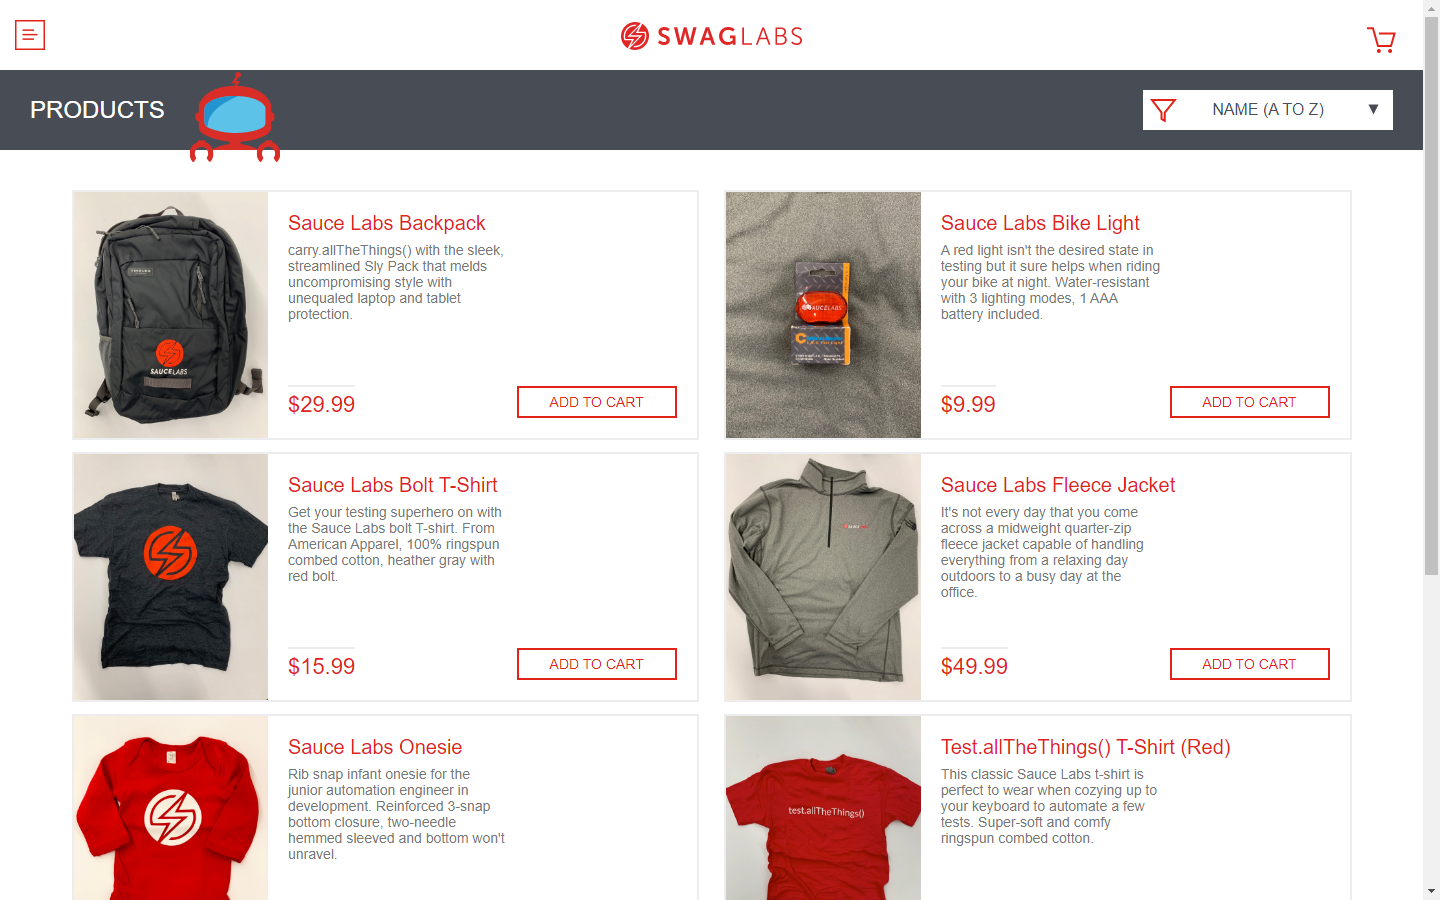 SWAGLABS
PRODUCTS
NAME (A TO Z)
Sauce Labs Backpack
carry.allTheThings() with the sleek,
streamlined Sly Pack that melds
uncompromising style with
unequaled laptop and tablet
protection.
SAUCELABS
$29.99
ADD TO CART
Sauce Labs Bike Light
A red light isn't the desired state in
testing but it sure helps when riding
your bike at night. Water-resistant
with 3 lighting modes, 1 AAA
battery included.
SAUCELABS
$9.99
ADD TO CART
Sauce Labs Bolt T-Shirt
Get your testing superhero on with
the Sauce Labs bolt T-shirt. From
American Apparel, 100% ringspun
combed cotton, heather gray with
red bolt.
$15.99
ADD TO CART
Sauce Labs Fleece Jacket
It's not every day that you come
across a midweight quarter-zip
fleece jacket capable of handling
everything from a relaxing day
outdoors to a busy day at the
office.
$49.99
ADD TO CART
Sauce Labs Onesie
Rib snap infant onesie for the
junior automation engineer in
development. Reinforced 3-snap
bottom closure, two-needle
hemmed sleeved and bottom won't
unravel.
Test.allTheThings() T-Shirt (Red)
This classic Sauce Labs t-shirt is
perfect to wear when cozying up to
your keyboard to automate a few
tests. Super-soft and comfy
ringspun combed cotton.
test.allTheThings()